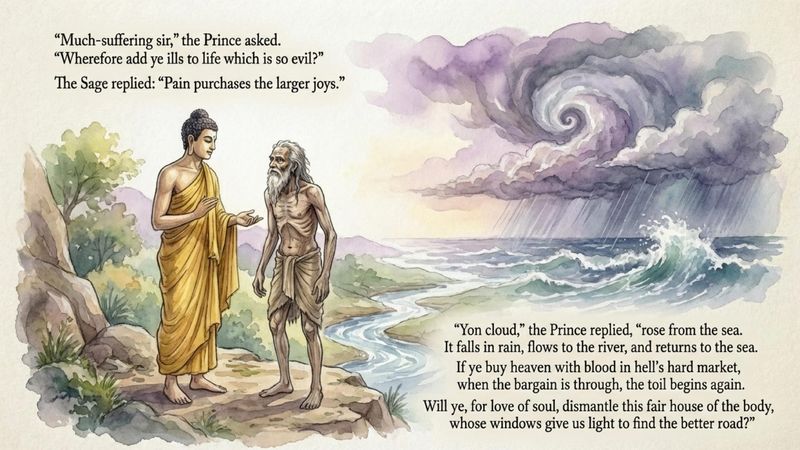 “Much-suffering sir,” the Prince asked.
“Wherefore add ye ills to life which is so evil?”
The Sage replied: “Pain purchases the larger joys.”
“Yon cloud,” the Prince replied, “rose from the sea.
It falls in rain, flows to the river, and returns to the sea.
If ye buy heaven with blood in hell’s hard market,
when the bargain is through, the toil begins again.
Will ye, for love of soul, dismantle this fair house of the body,
whose windows give us light to find the better road?”